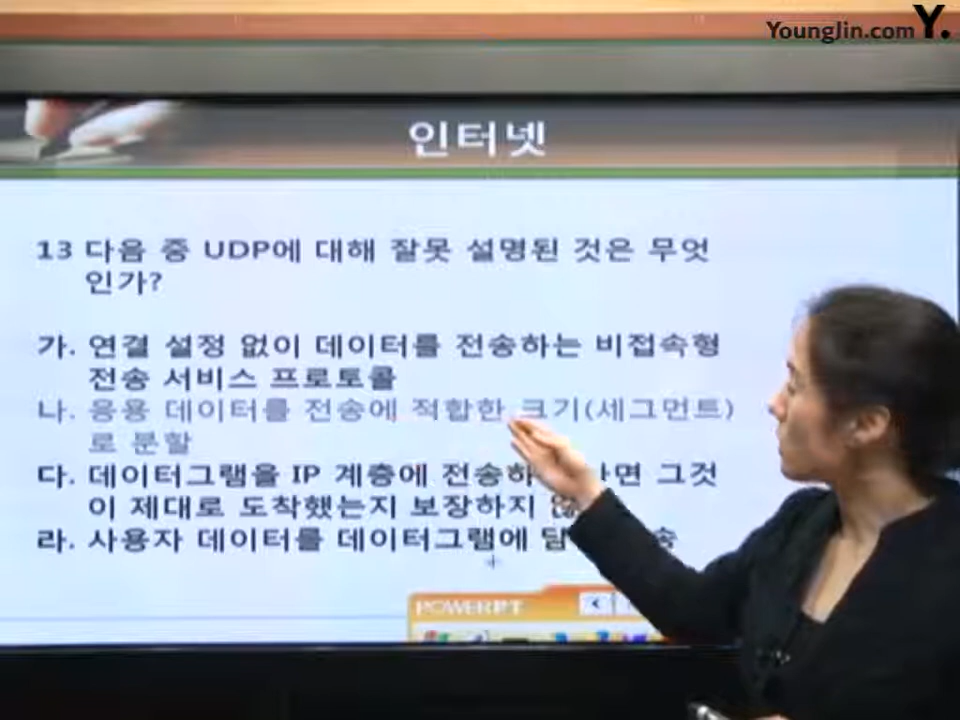 YoungJin.com Y.
인터넷
13 다음 중 UDP에 대해 잘못 설명된 것은 무엇
인가?
가. 연결 설정 없이 데이터를 전송하는 비접속형
전송 서비스 프로토콜
나. 응용 데이터를 전송에 적합한 크기(세그먼트)
로 분할
다. 데이터그램을 IP 계층에 전송하 면 그것
이 제대로 도착했는지 보장하지
라. 사용자 데이터를 데이터그램에 송
POWERPT